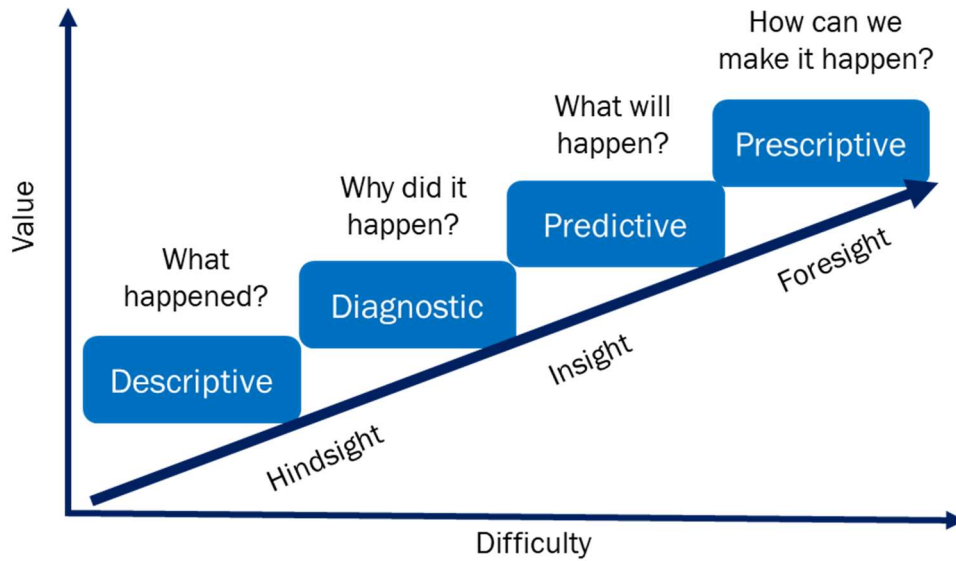 How can we
make it happen?
Prescriptive
What will
happen?
Predictive
Why did it
happen?
Diagnostic
What
happened?
Descriptive
Hindsight
Insight
Foresight
Value
Difficulty